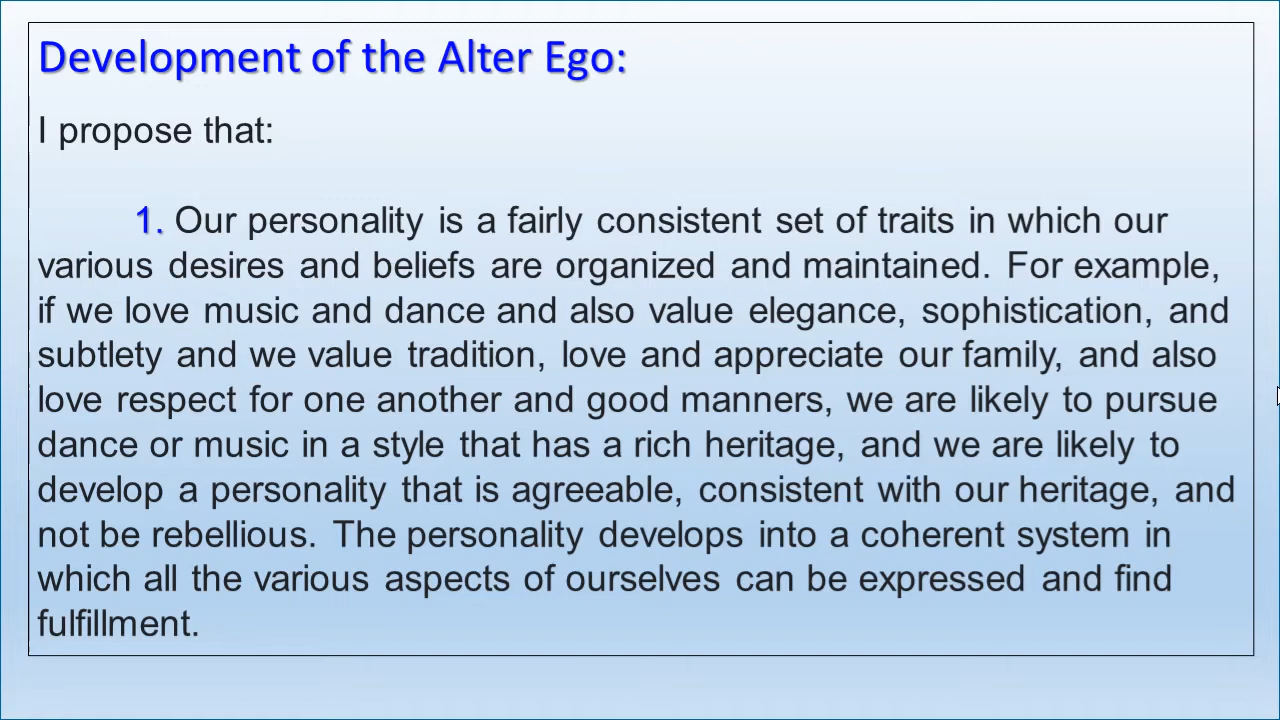 Development of the Alter Ego:
I propose that:
1. Our personality is a fairly consistent set of traits in which our
various desires and beliefs are organized and maintained. For example,
if we love music and dance and also value elegance, sophistication, and
subtlety and we value tradition, love and appreciate our family, and also
love respect for one another and good manners, we are likely to pursue
dance or music in a style that has a rich heritage, and we are likely to
develop a personality that is agreeable, consistent with our heritage, and
not be rebellious. The personality develops into a coherent system in
which all the various aspects of ourselves can be expressed and find
fulfillment.